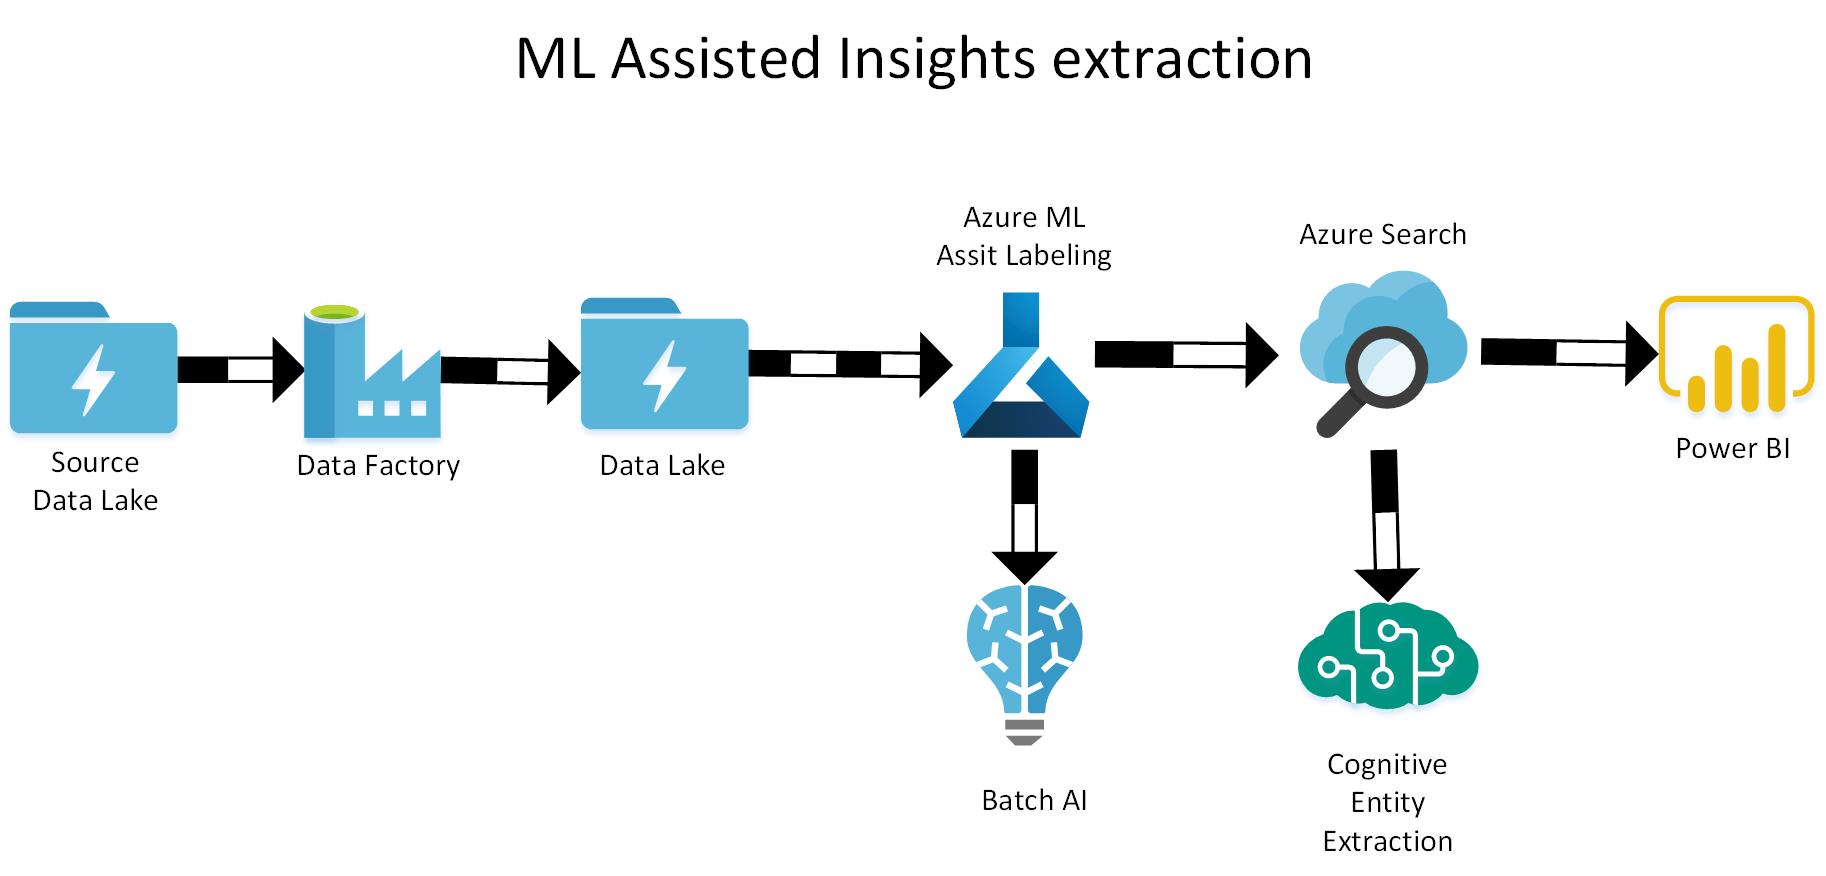 ML Assisted Insights extraction
Azure ML
Assit Labeling
Azure Search
Source
Data Lake
Data Factory
Data Lake
Power BI
Batch AI
Cognitive
Entity
Extraction